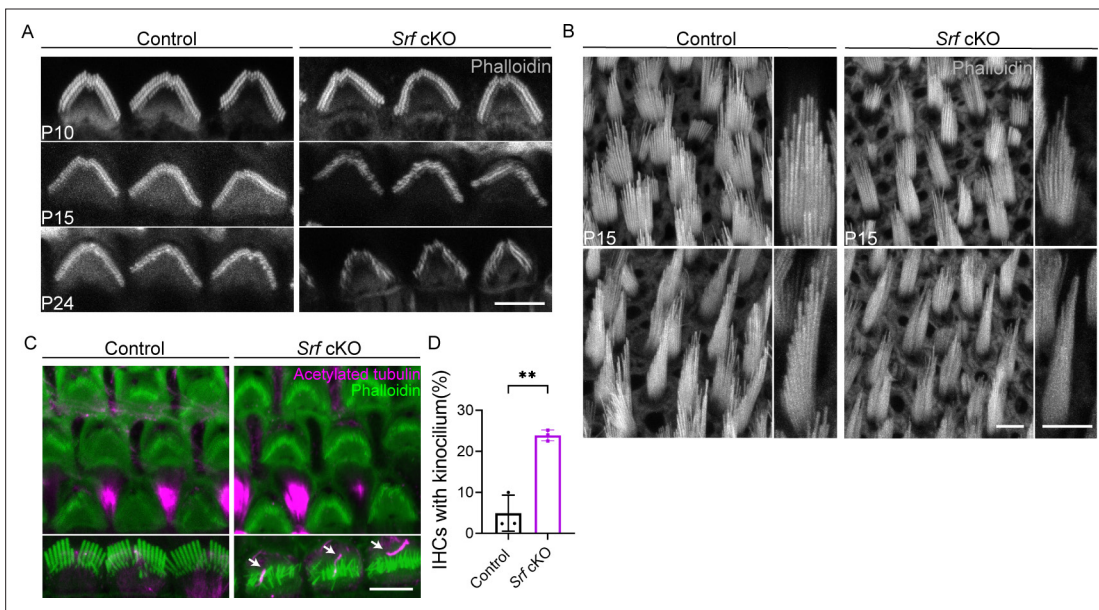 A
Control
Srf cKO
Phalloidin
P10
P15
P24
B
Control
Srf cKO
Phalloidin
P15
P15
C
Control
Srf cKO
Acetylated tubulin
Phalloidin
D
**
IHCs with kinocilium(%)
30
20
10
0
Control
Srf cKO